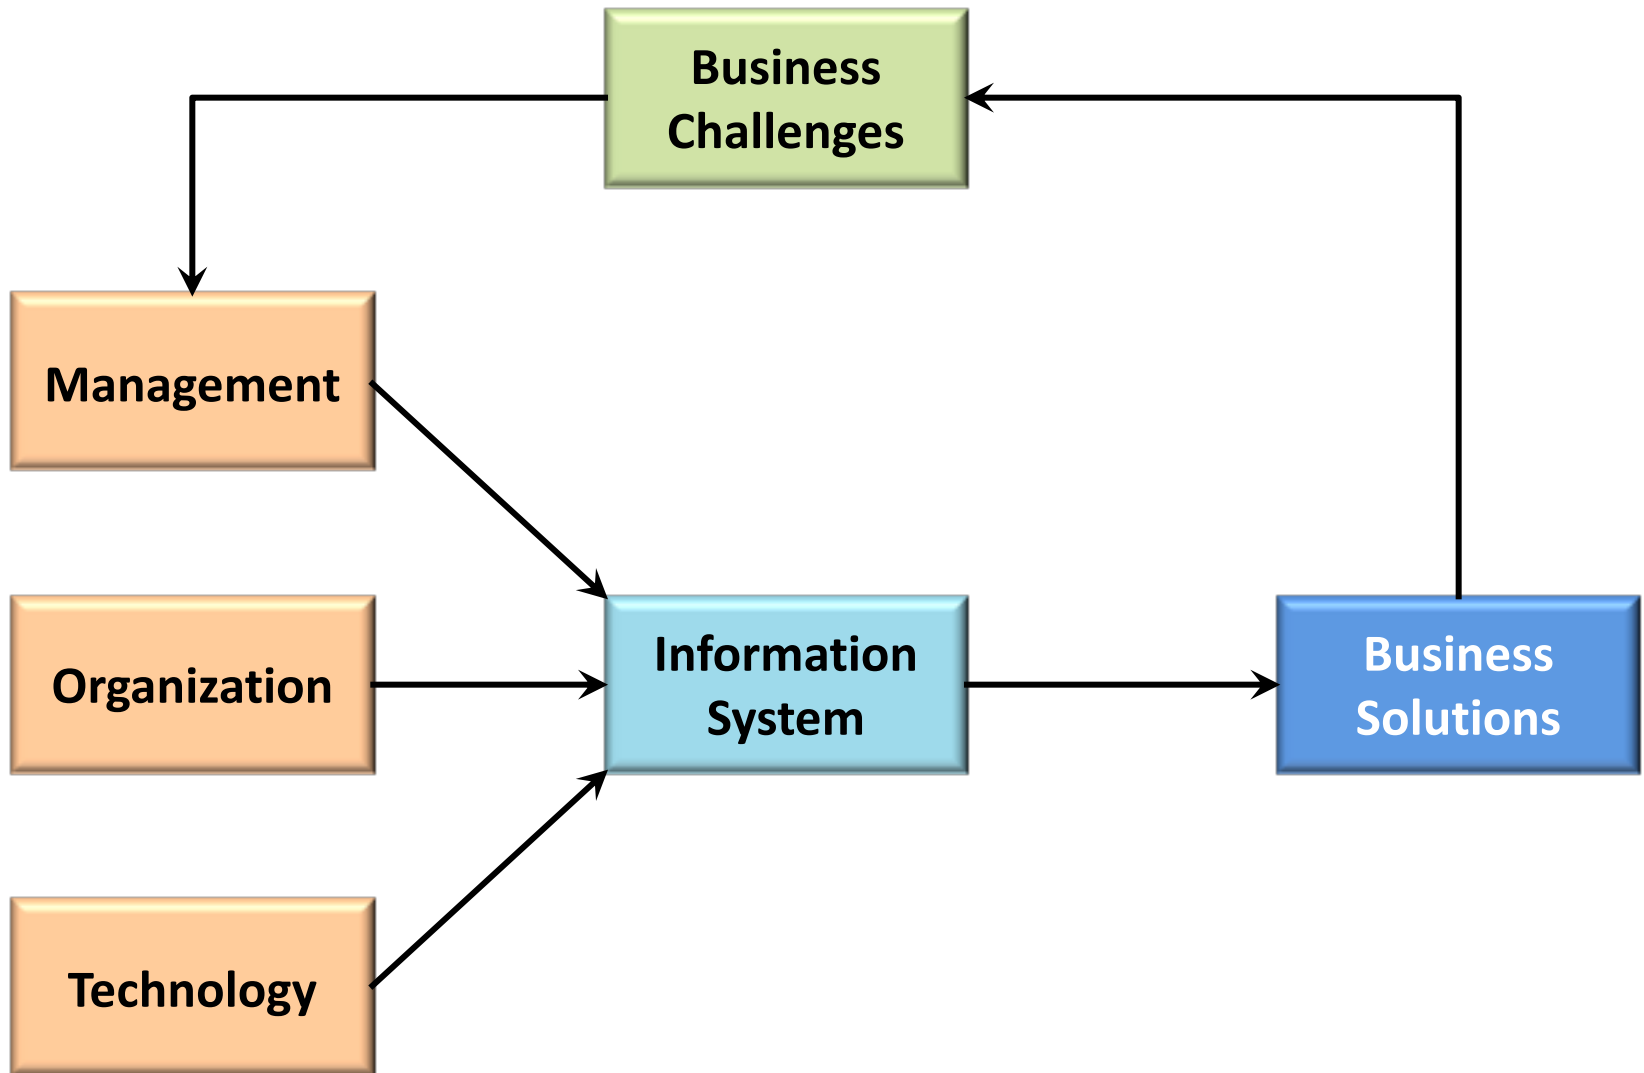 Business
Challenges
Management
Organization
Information
System
Business
Solutions
Technology